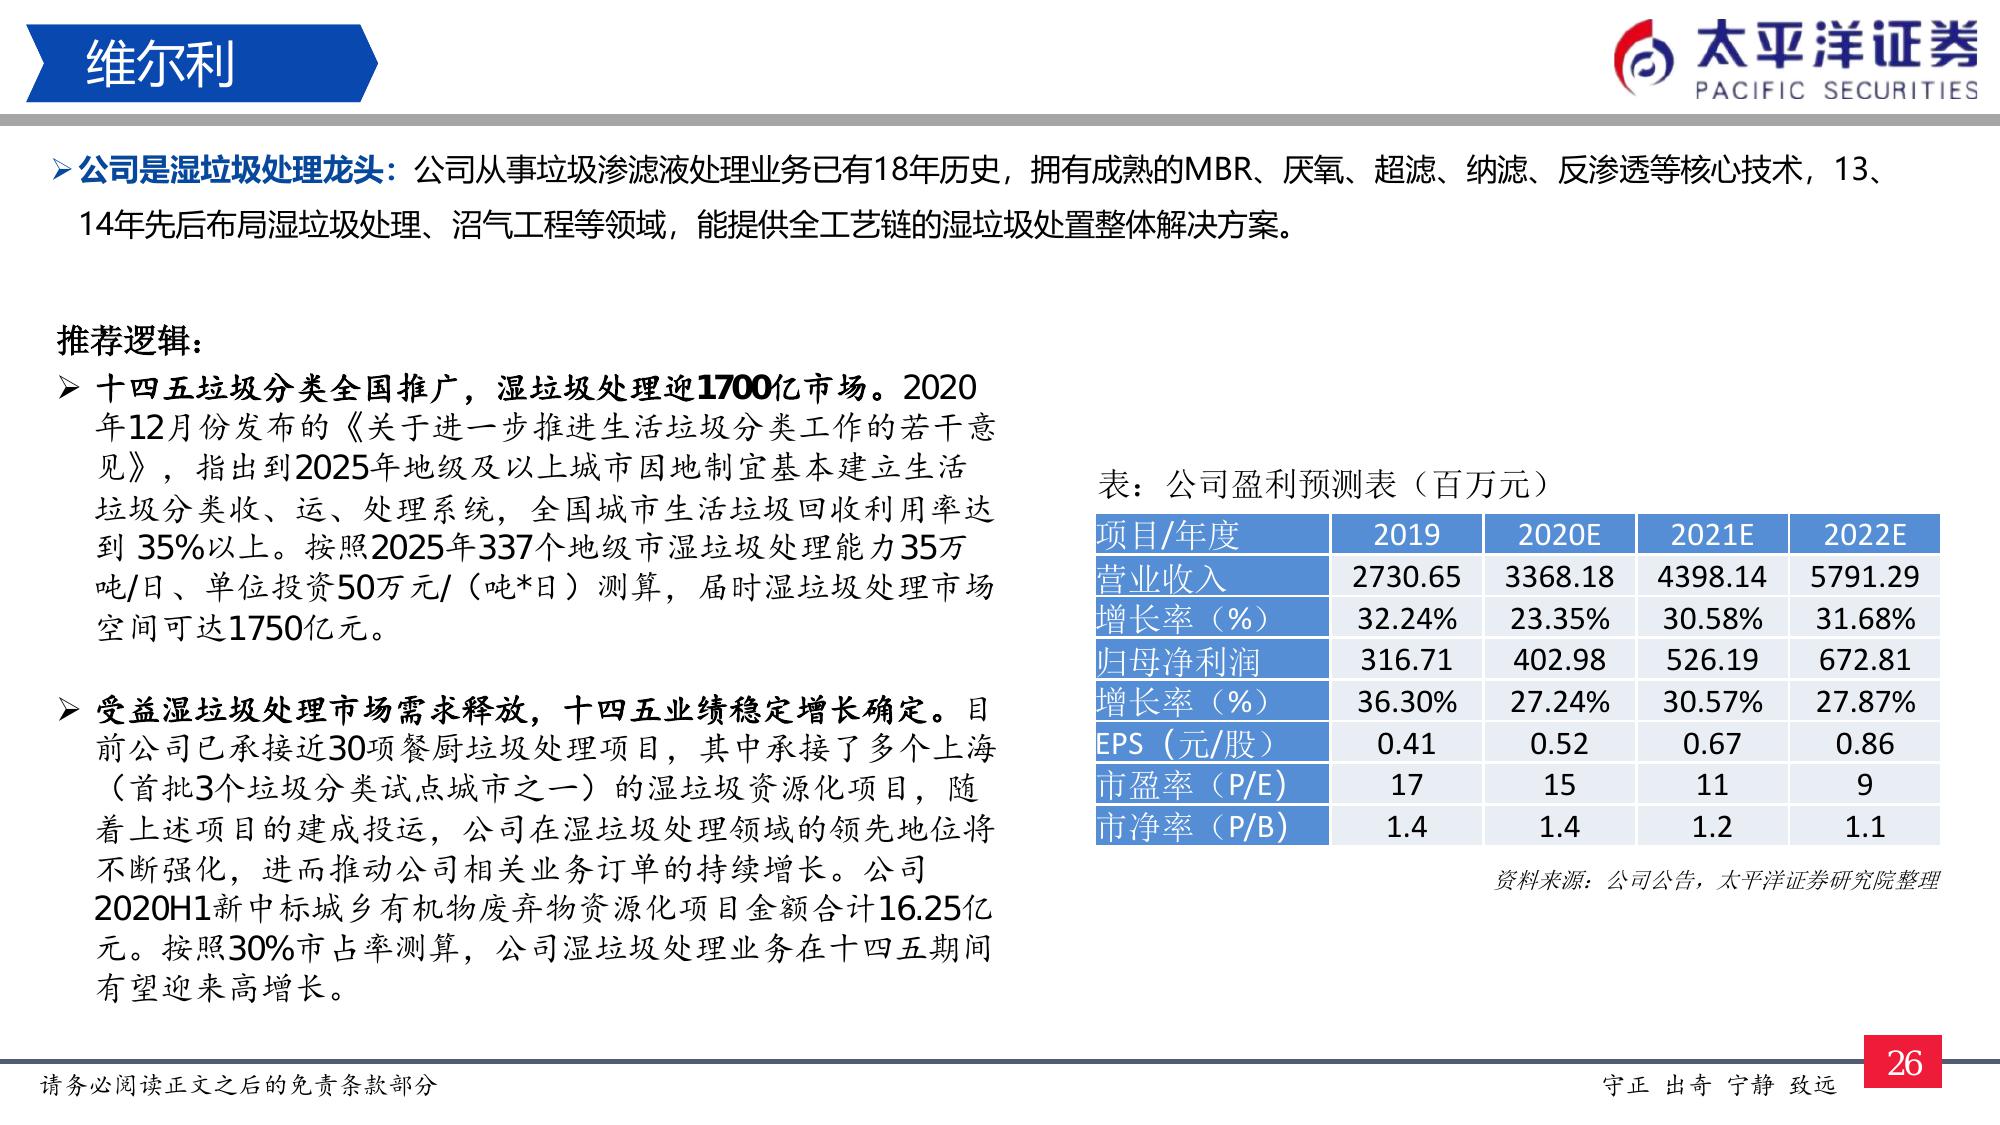 维尔利
太平洋证券
PACIFIC SECURITIES
➢公司是湿垃圾处理龙头：公司从事垃圾渗滤液处理业务已有18年历史，拥有成熟的MBR、厌氧、超滤、纳滤、反渗透等核心技术，13、
14年先后布局湿垃圾处理、沼气工程等领域，能提供全工艺链的湿垃圾处置整体解决方案。
推荐逻辑：
➢ 十四五垃圾分类全国推广，湿垃圾处理迎1700亿市场。2020
年12月份发布的《关于进一步推进生活垃圾分类工作的若干意
见》，指出到2025年地级及以上城市因地制宜基本建立生活
垃圾分类收、运、处理系统，全国城市生活垃圾回收利用率达
到 35%以上。按照2025年337个地级市湿垃圾处理能力35万
吨/日、单位投资50万元/（吨*日）测算，届时湿垃圾处理市场
空间可达1750亿元。
➢ 受益湿垃圾处理市场需求释放，十四五业绩稳定增长确定。目
前公司已承接近30项餐厨垃圾处理项目，其中承接了多个上海
（首批3个垃圾分类试点城市之一）的湿垃圾资源化项目，随
着上述项目的建成投运，公司在湿垃圾处理领域的领先地位将
不断强化，进而推动公司相关业务订单的持续增长。公司
2020H1新中标城乡有机物废弃物资源化项目金额合计16.25亿
元。按照30%市占率测算，公司湿垃圾处理业务在十四五期间
有望迎来高增长。
表：公司盈利预测表（百万元）
项目/年度 2019 2020E 2021E 2022E
营业收入 2730.65 3368.18 4398.14 5791.29
增长率（%） 32.24% 23.35% 30.58% 31.68%
归母净利润 316.71 402.98 526.19 672.81
增长率（%） 36.30% 27.24% 30.57% 27.87%
EPS（元/股） 0.41 0.52 0.67 0.86
市盈率（P/E） 17 15 11 9
市净率（P/B） 1.4 1.4 1.2 1.1
资料来源：公司公告，太平洋证券研究院整理
请务必阅读正文之后的免责条款部分
守正 出奇 宁静 致远
26